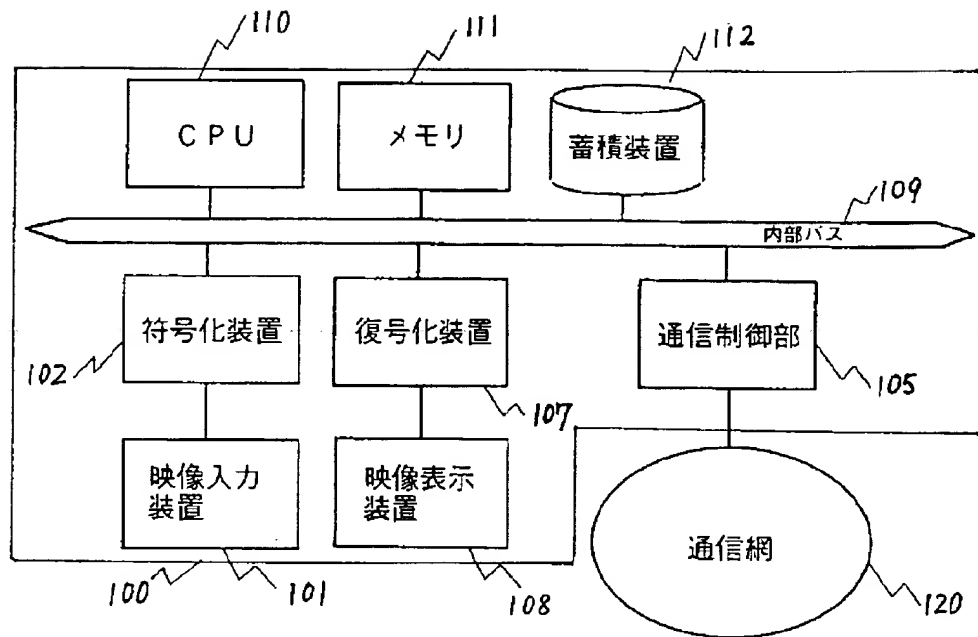 110
111
112
CPU
メモリ
蓄積装置
109
内部バス
符号化装置
復号化装置
通信制御部
102
107
105
映像入力
装置
映像表示
装置
通信網
100
101
108
120